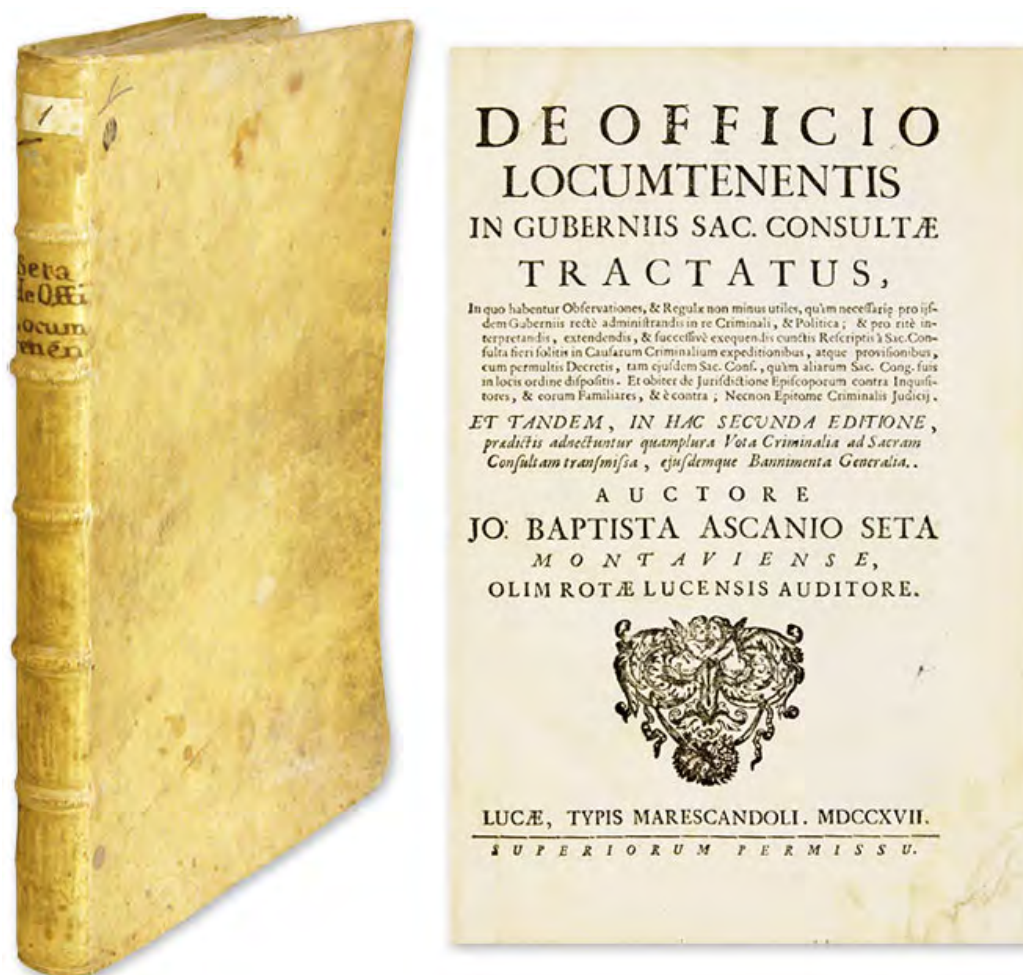 1
Seta
de Offi
Locum
tenen
DE OFFICIO
LOCUMTENENTIS
IN GUBERNIIS SAC. CONSULTÆ
TRACTATUS,
In quo habentur Obſervationes, & Regulæ non minus utiles, quàm neceſſarię pro ijſ-
dem Guberniis rectè adminiſtrandis in re Criminali, & Politica; & pro ritè in-
terpretandis, extendendis, & ſucceſſivè exequendis cunctis Reſcriptis à Sac. Con-
ſulta fieri ſolitis in Cauſarum Criminalium expeditionibus, atque proviſionibus,
cum permultis Decretis, tam ejuſdem Sac. Conſ., quàm aliarum Sac. Cong. ſuis
in locis ordine diſpoſitis. Et obiter de Juriſdictione Epiſcoporum contra Inquiſi-
tores, & eorum Familiares, & è contra; Necnon Epitome Criminalis Judicij.
ET TANDEM, IN HAC SECUNDA EDITIONE,
prædictis adnectuntur quamplura Vota Criminalia ad Sacram
Conſultam tranſmiſſa, ejuſdemque Bannimenta Generalia..
AUCTORE
JO: BAPTISTA ASCANIO SETA
MONTAVIENSE,
OLIM ROTÆ LUCENSIS AUDITORE.
LUCÆ, TYPIS MARESCANDOLI. MDCCXVII.
SUPERIORUM PERMISSU.